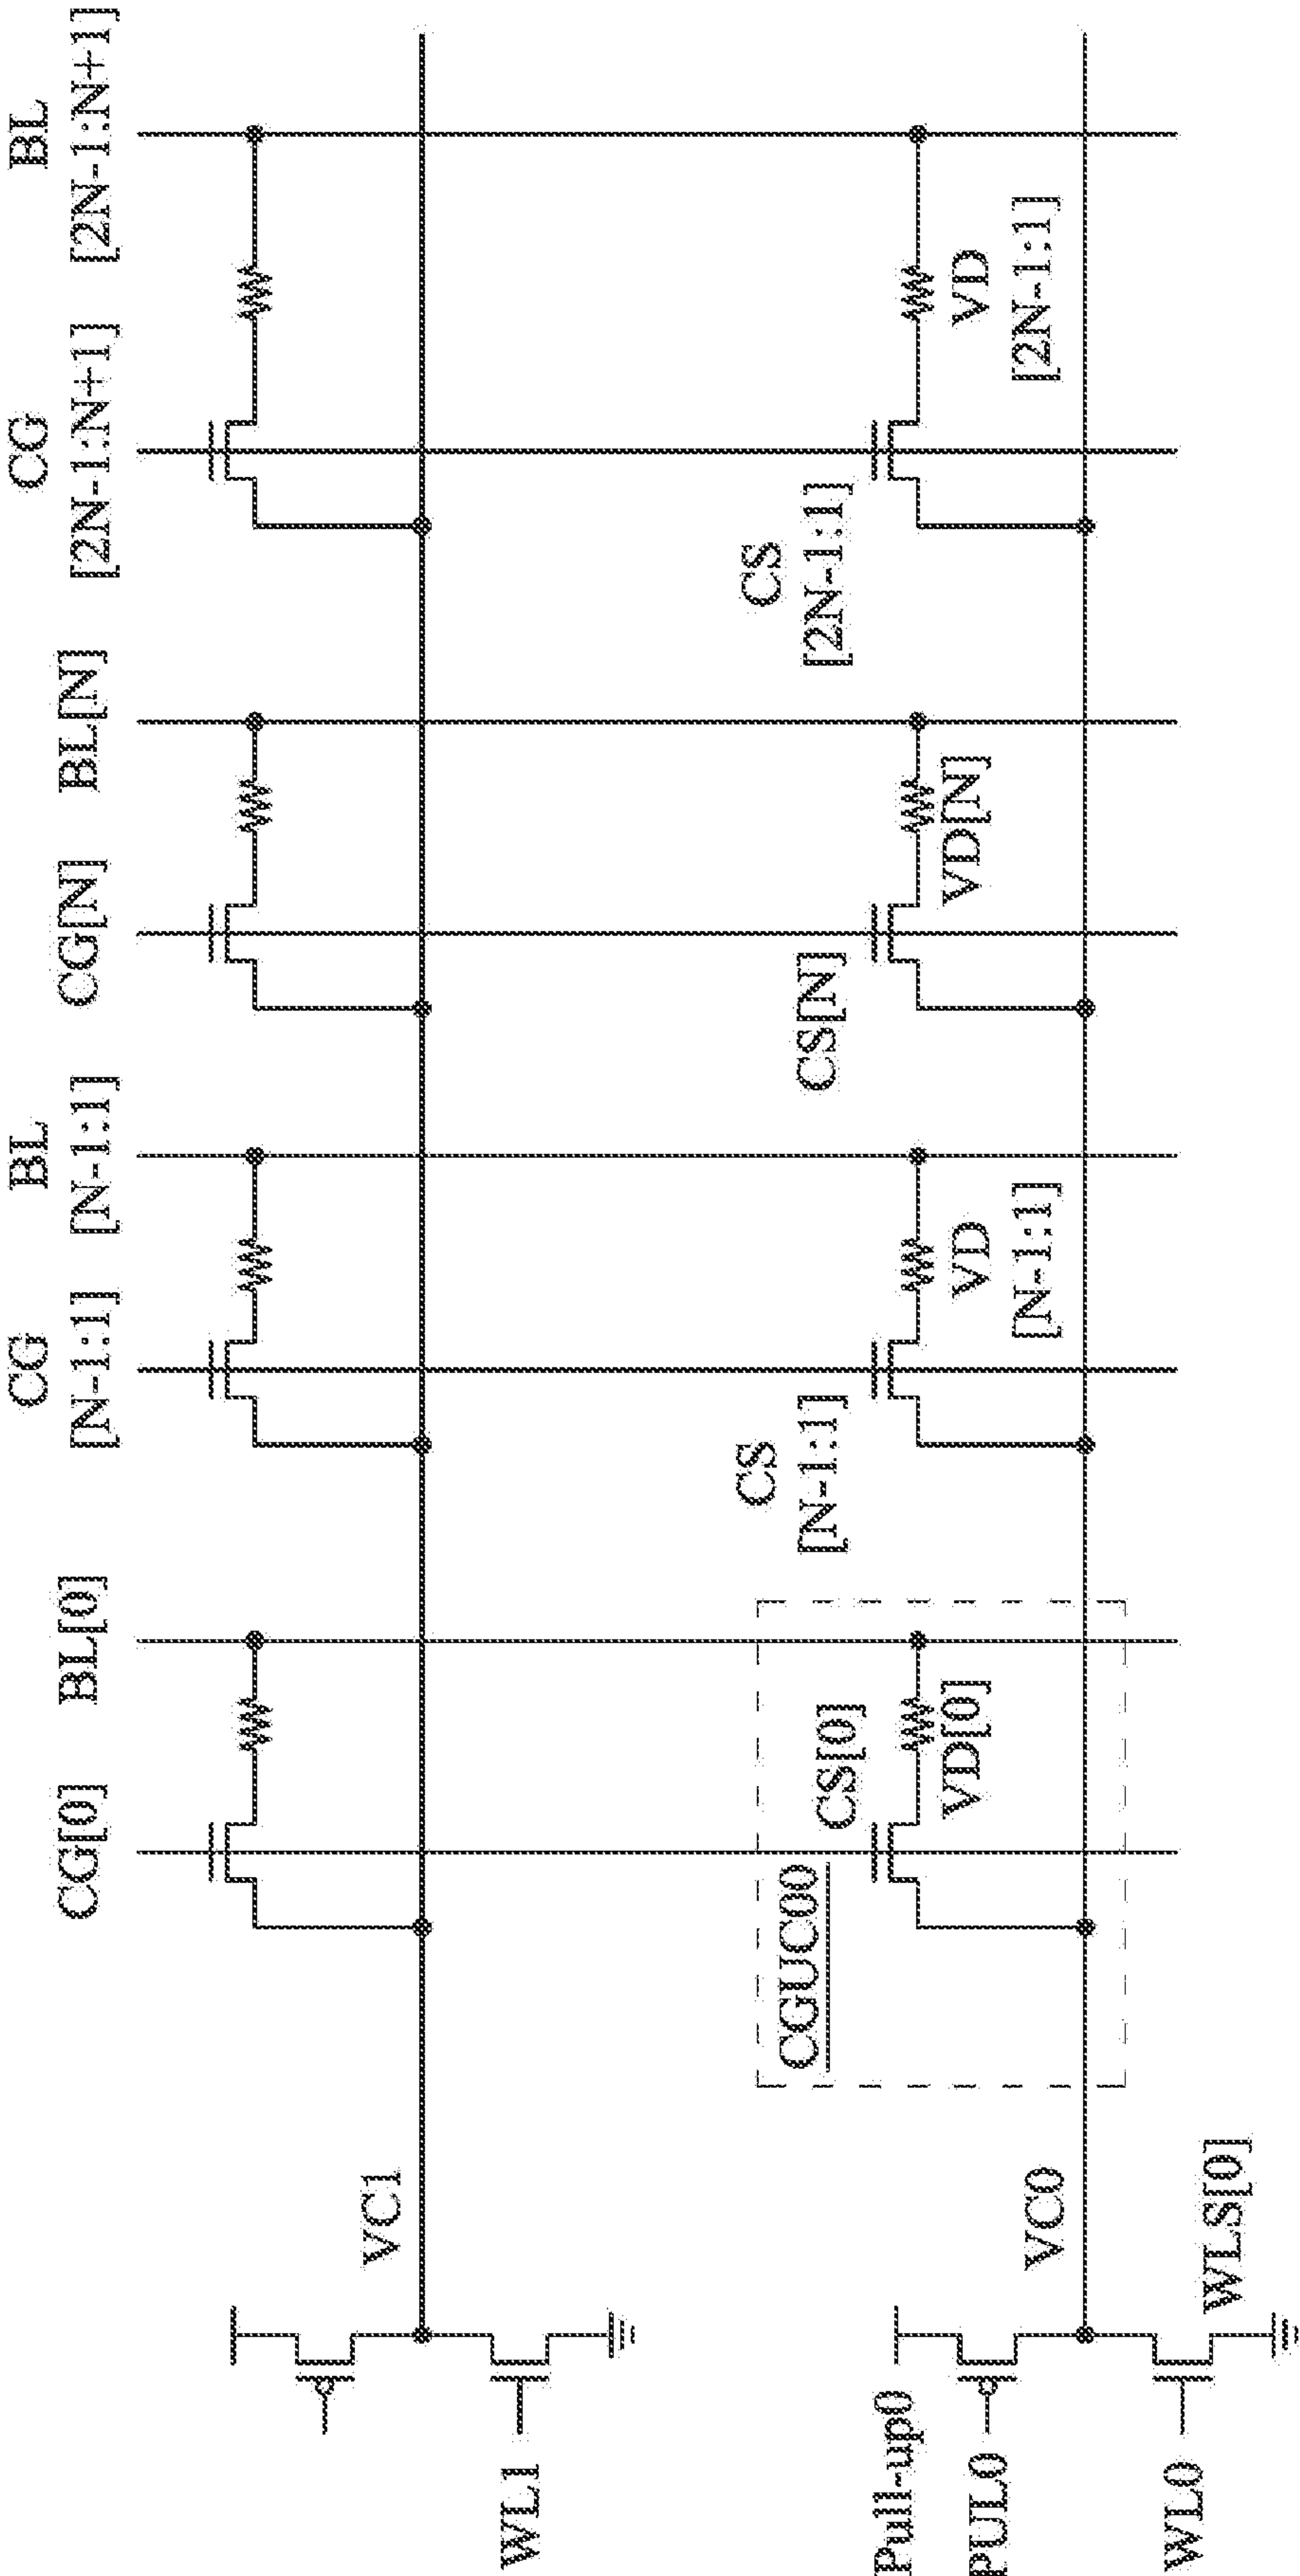 CG[0]
BL[0]
CG
[N-1:1]
BL
[N-1:1]
CG[N]
BL[N]
CG
[2N-1:N+1]
BL
[2N-1:N+1]
VC1
WL1
CGUC00
CS[0]
VD[0]
CS
[N-1:1]
VD
[N-1:1]
CS[N]
VD[N]
CS
[2N-1:1]
VD
[2N-1:1]
Pull-up0
PUL0
VC0
WL0
WLS[0]